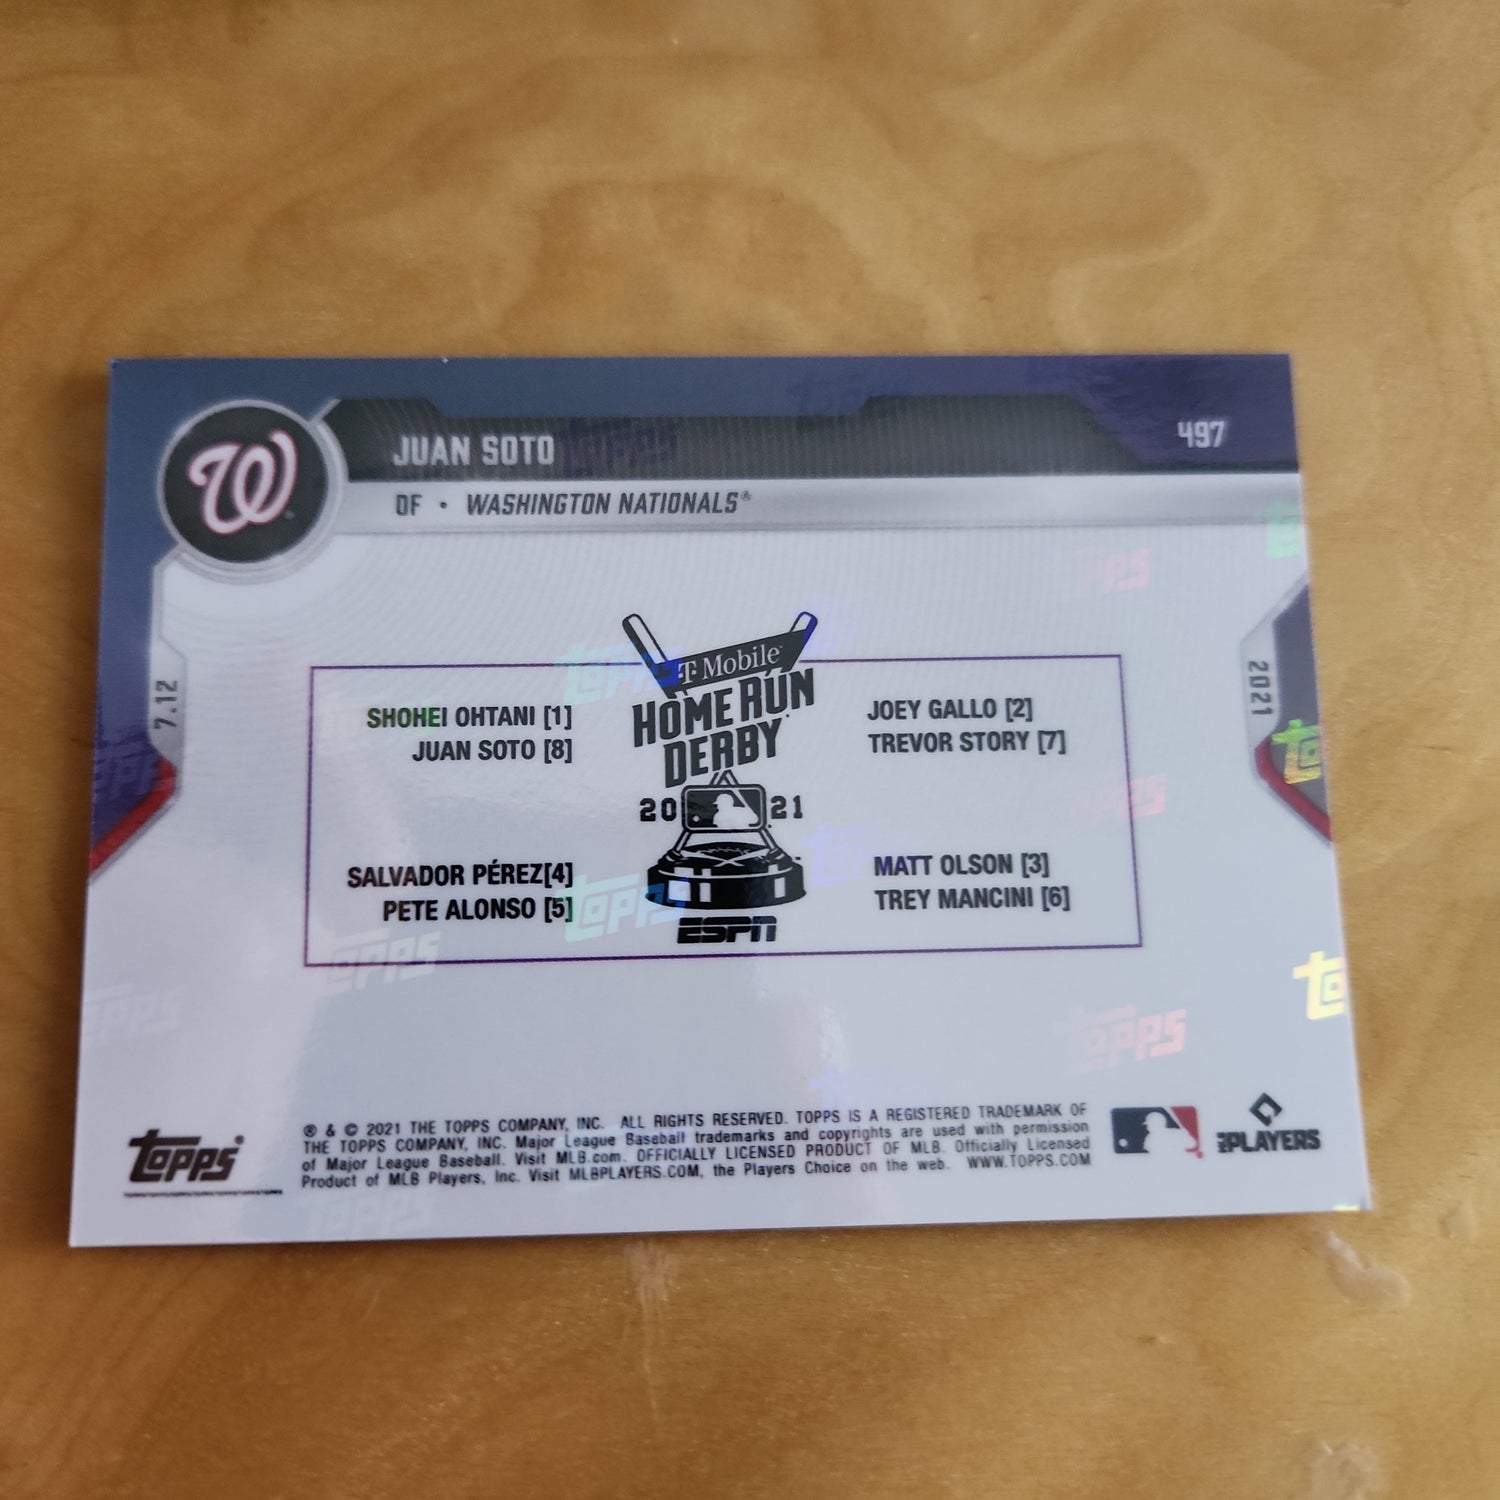 JUAN SOTO
497
OF • WASHINGTON NATIONALS®
7.12
2021
SHOHEI OHTANI [1]
JUAN SOTO [8]
SALVADOR PÉREZ[4]
PETE ALONSO [5]
T Mobile
HOME RUN
DERBY
20 21
ESPN
JOEY GALLO [2]
TREVOR STORY [7]
MATT OLSON [3]
TREY MANCINI [6]
topps
® & © 2021 THE TOPPS COMPANY, INC. ALL RIGHTS RESERVED. TOPPS IS A REGISTERED TRADEMARK OF
THE TOPPS COMPANY, INC. Major League Baseball trademarks and copyrights are used with permission
of Major League Baseball. Visit MLB.com. OFFICIALLY LICENSED PRODUCT OF MLB. Officially Licensed
Product of MLB Players, Inc. Visit MLBPLAYERS.COM, the Players Choice on the web. WWW.TOPPS.COM
PLAYERS